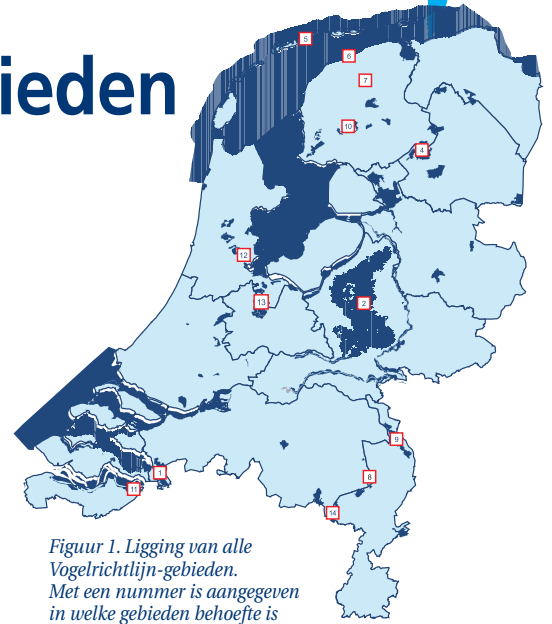 ieden
5
6
7
10
4
12
13
2
9
1
8
11
14
Figuur 1. Ligging van alle
Vogelrichtlijn-gebieden.
Met een nummer is aangegeven
in welke gebieden behoefte is